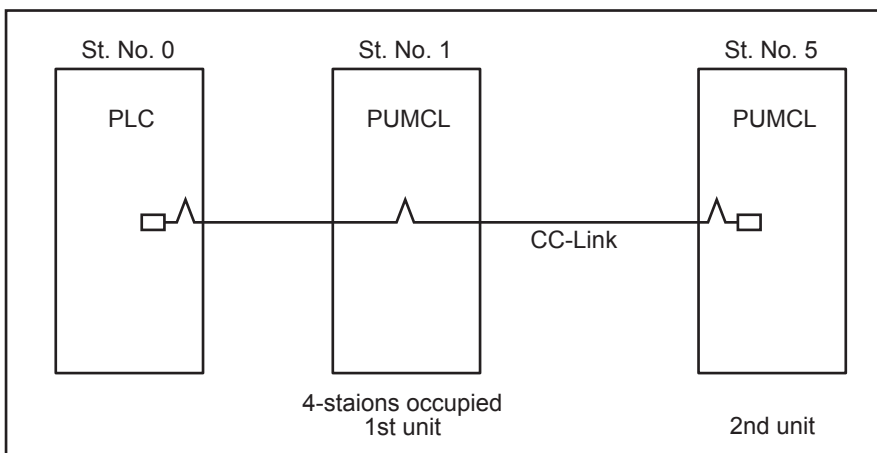 St. No. 0
St. No. 1
St. No. 5
PLC
PUMCL
PUMCL
CC-Link
4-staions occupied
1st unit
2nd unit